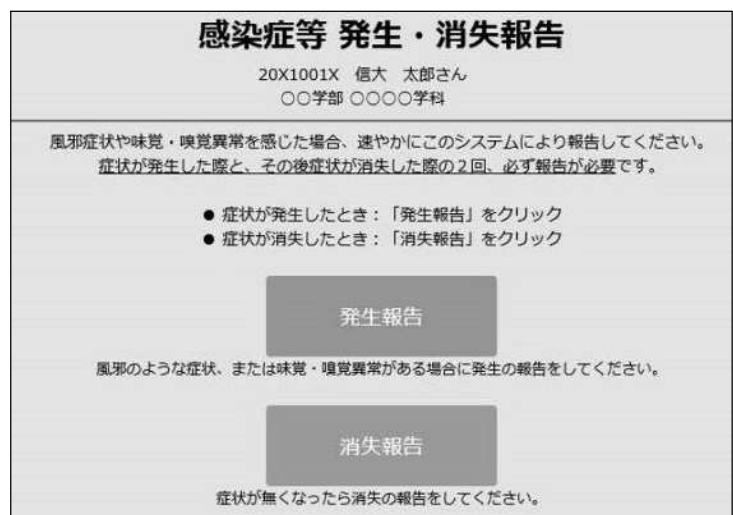 感染症等 発生・消失報告
20X1001X 信大 太郎さん
○○学部 ○○○○学科
風邪症状や味覚・嗅覚異常を感じた場合、速やかにこのシステムにより報告してください。
症状が発生した際と、その後症状が消失した際の2回、必ず報告が必要です。
● 症状が発生したとき：「発生報告」をクリック
● 症状が消失したとき：「消失報告」をクリック
発生報告
風邪のような症状、または味覚・嗅覚異常がある場合に発生の報告をしてください。
消失報告
症状が無くなったら消失の報告をしてください。